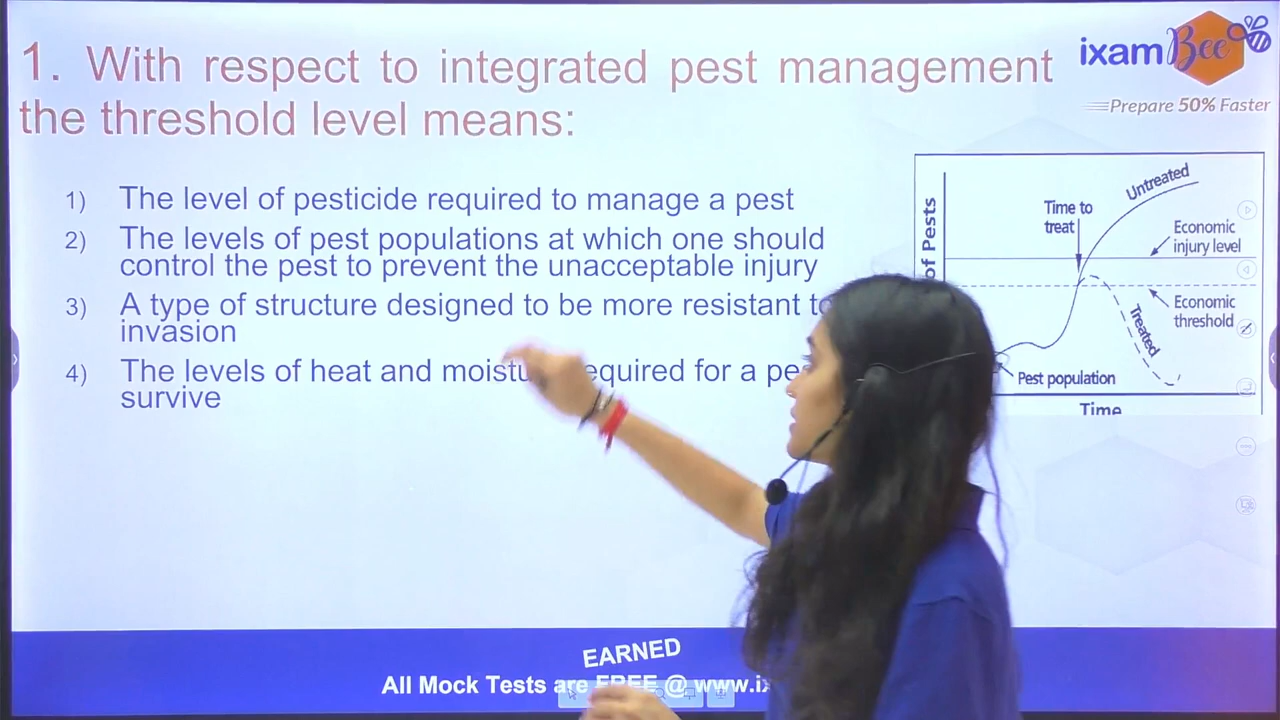 1. With respect to integrated pest management
the threshold level means:
ixamBee
Prepare 50% Faster
1) The level of pesticide required to manage a pest
2) The levels of pest populations at which one should
control the pest to prevent the unacceptable injury
3) A type of structure designed to be more resistant
invasion
4) The levels of heat and required for a
survive
of Pests
Time to
treat
Untreated
Economic
injury level
Economic
threshold
Treated
Pest population
Time
EARNED
All Mock Tests are FREE @